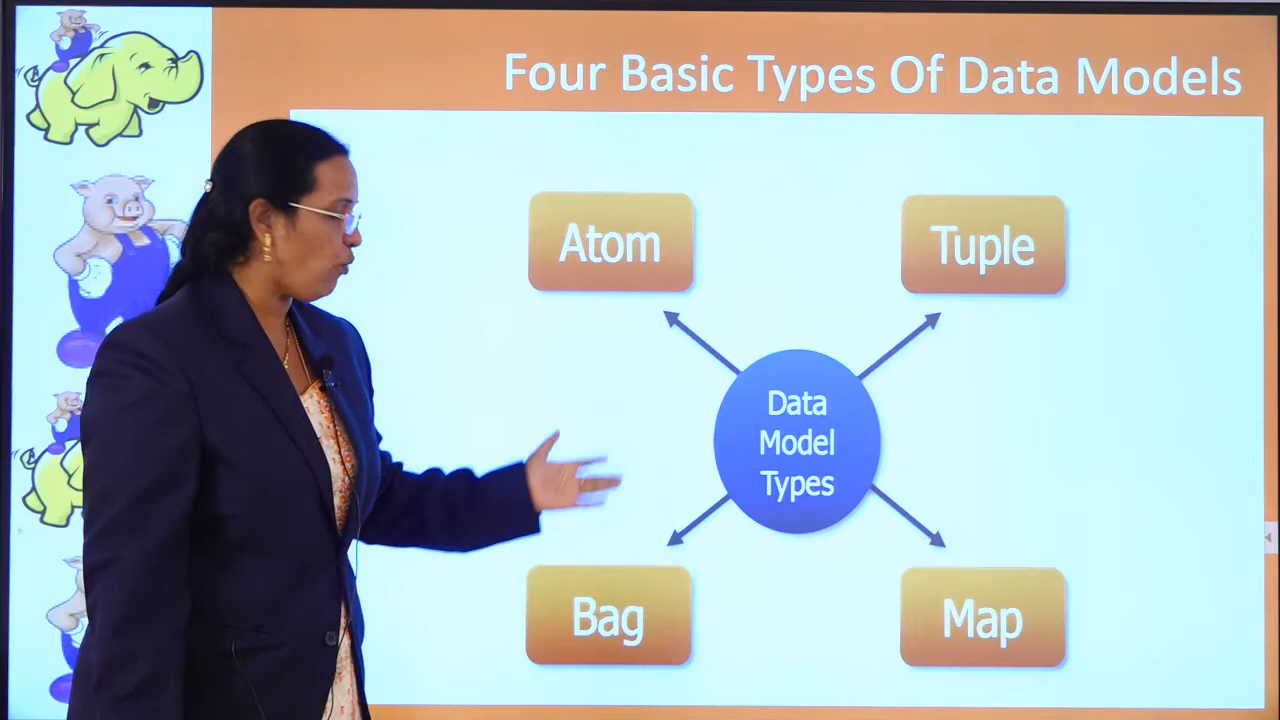 Four Basic Types Of Data Models
Atom
Tuple
Data
Model
Types
Bag
Map